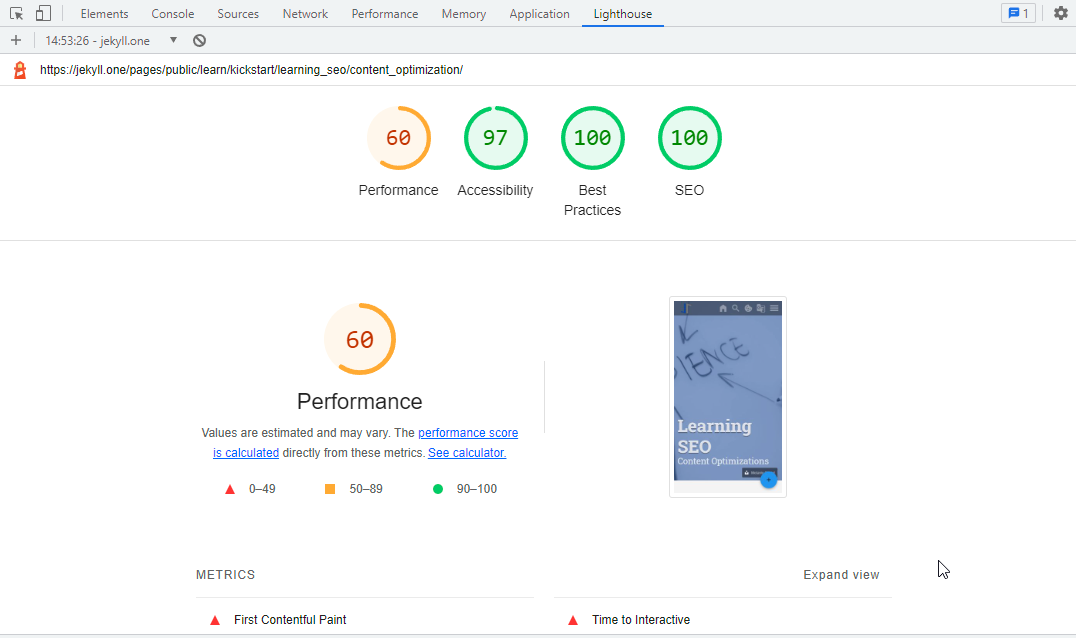 Elements Console Sources Network Performance Memory Application Lighthouse 1
14:53:26 - jekyll.one
https://jekyll.one/pages/public/learn/kickstart/learning_seo/content_optimization/
60 97 100 100
Performance Accessibility Best Practices SEO
60
Performance
Values are estimated and may vary. The performance score
is calculated directly from these metrics. See calculator.
0–49 50–89 90–100
IENCE
Learning
SEO
Content Optimizations
METRICS Expand view
First Contentful Paint Time to Interactive